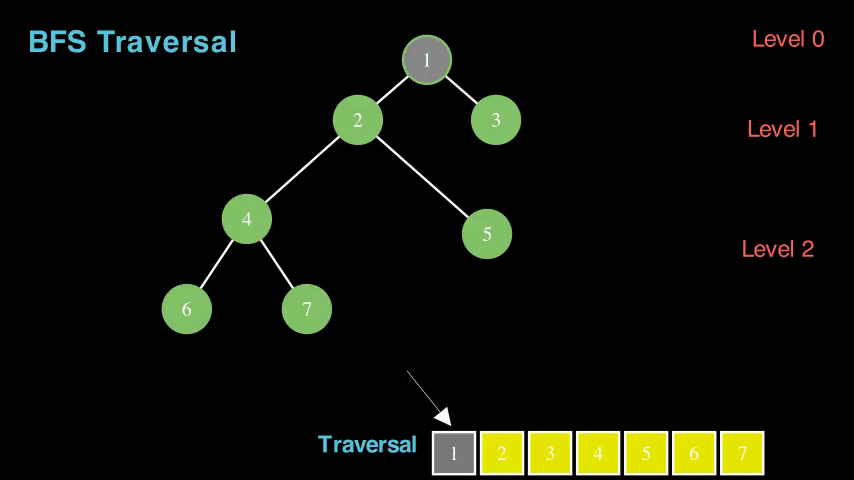 BFS Traversal
Level 0
1
2
3
Level 1
4
5
Level 2
6
7
Traversal
1 2 3 4 5 6 7